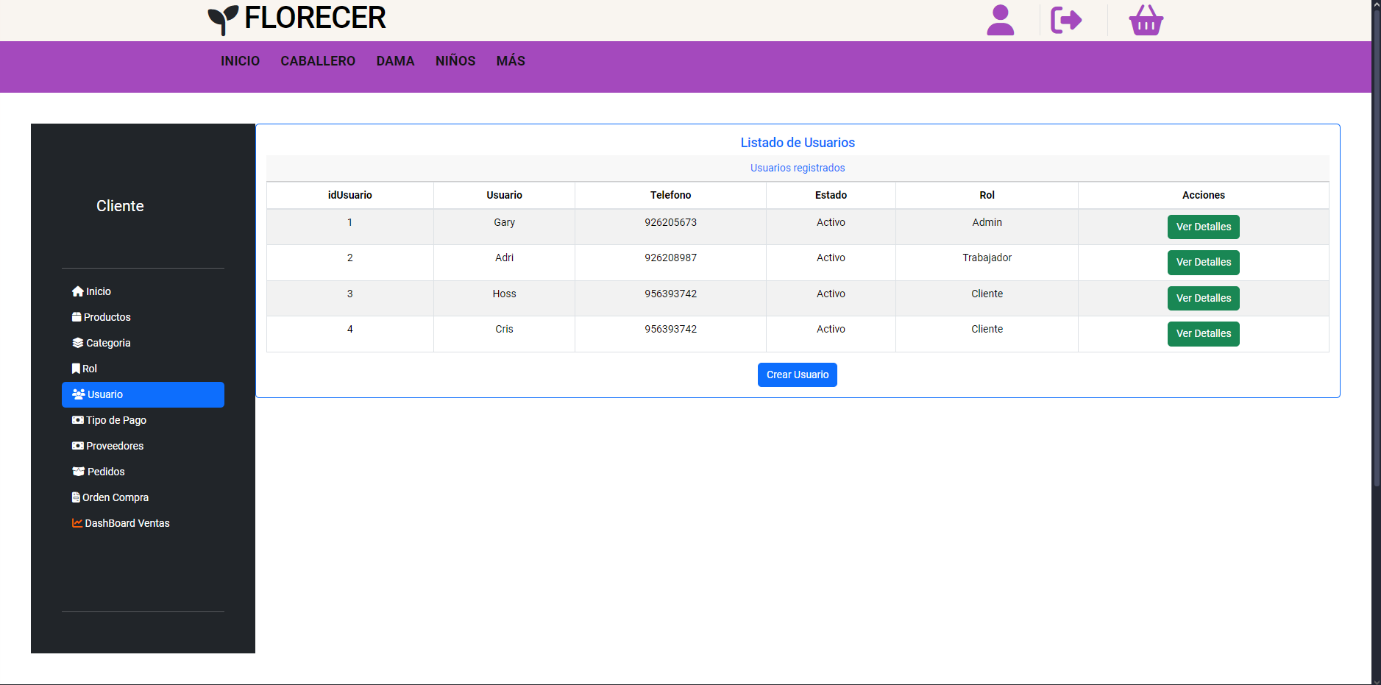 FLORECER
INICIO CABALLERO DAMA NIÑOS MÁS
Cliente
Inicio
Productos
Categoria
Rol
Usuario
Tipo de Pago
Proveedores
Pedidos
Orden Compra
DashBoard Ventas
Listado de Usuarios
Usuarios registrados
idUsuario Usuario Telefono Estado Rol Acciones
1 Gary 926205673 Activo Admin Ver Detalles
2 Adri 926208987 Activo Trabajador Ver Detalles
3 Hoss 956393742 Activo Cliente Ver Detalles
4 Cris 956393742 Activo Cliente Ver Detalles
Crear Usuario